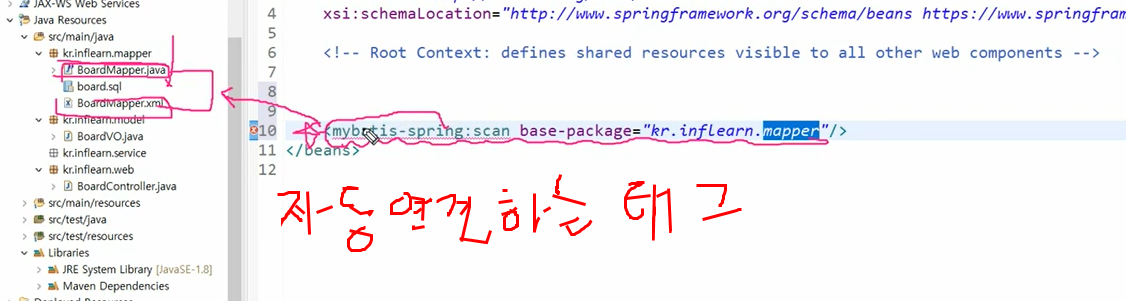 JAX-WS Web Services
Java Resources
src/main/java
kr.inflearn.mapper
BoardMapper.java
board.sql
BoardMapper.xml
kr.inflearn.model
BoardVO.java
kr.inflearn.service
kr.inflearn.web
BoardController.java
src/main/resources
src/test/java
src/test/resources
Libraries
JRE System Library [JavaSE-1.8]
Maven Dependencies
Deployed Resources
4 xsi:schemaLocation="http://www.springframework.org/schema/beans https://www.springfram
5
6 <!-- Root Context: defines shared resources visible to all other web components -->
7
8
9
10 <mybatis-spring:scan base-package="kr.inflearn.mapper"/>
11 </beans>
12
자동연결하는 태그